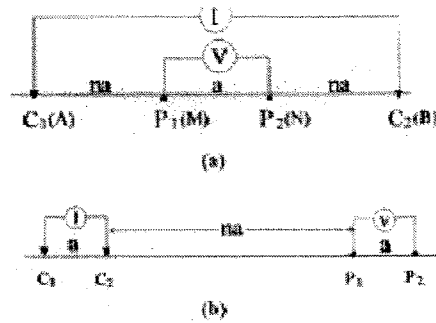 I
V
na a na
C₁(A) P₁(M) P₂(N) C₂(B)
(a)
I na V
a a
C₁ C₂ P₁ P₂
(b)